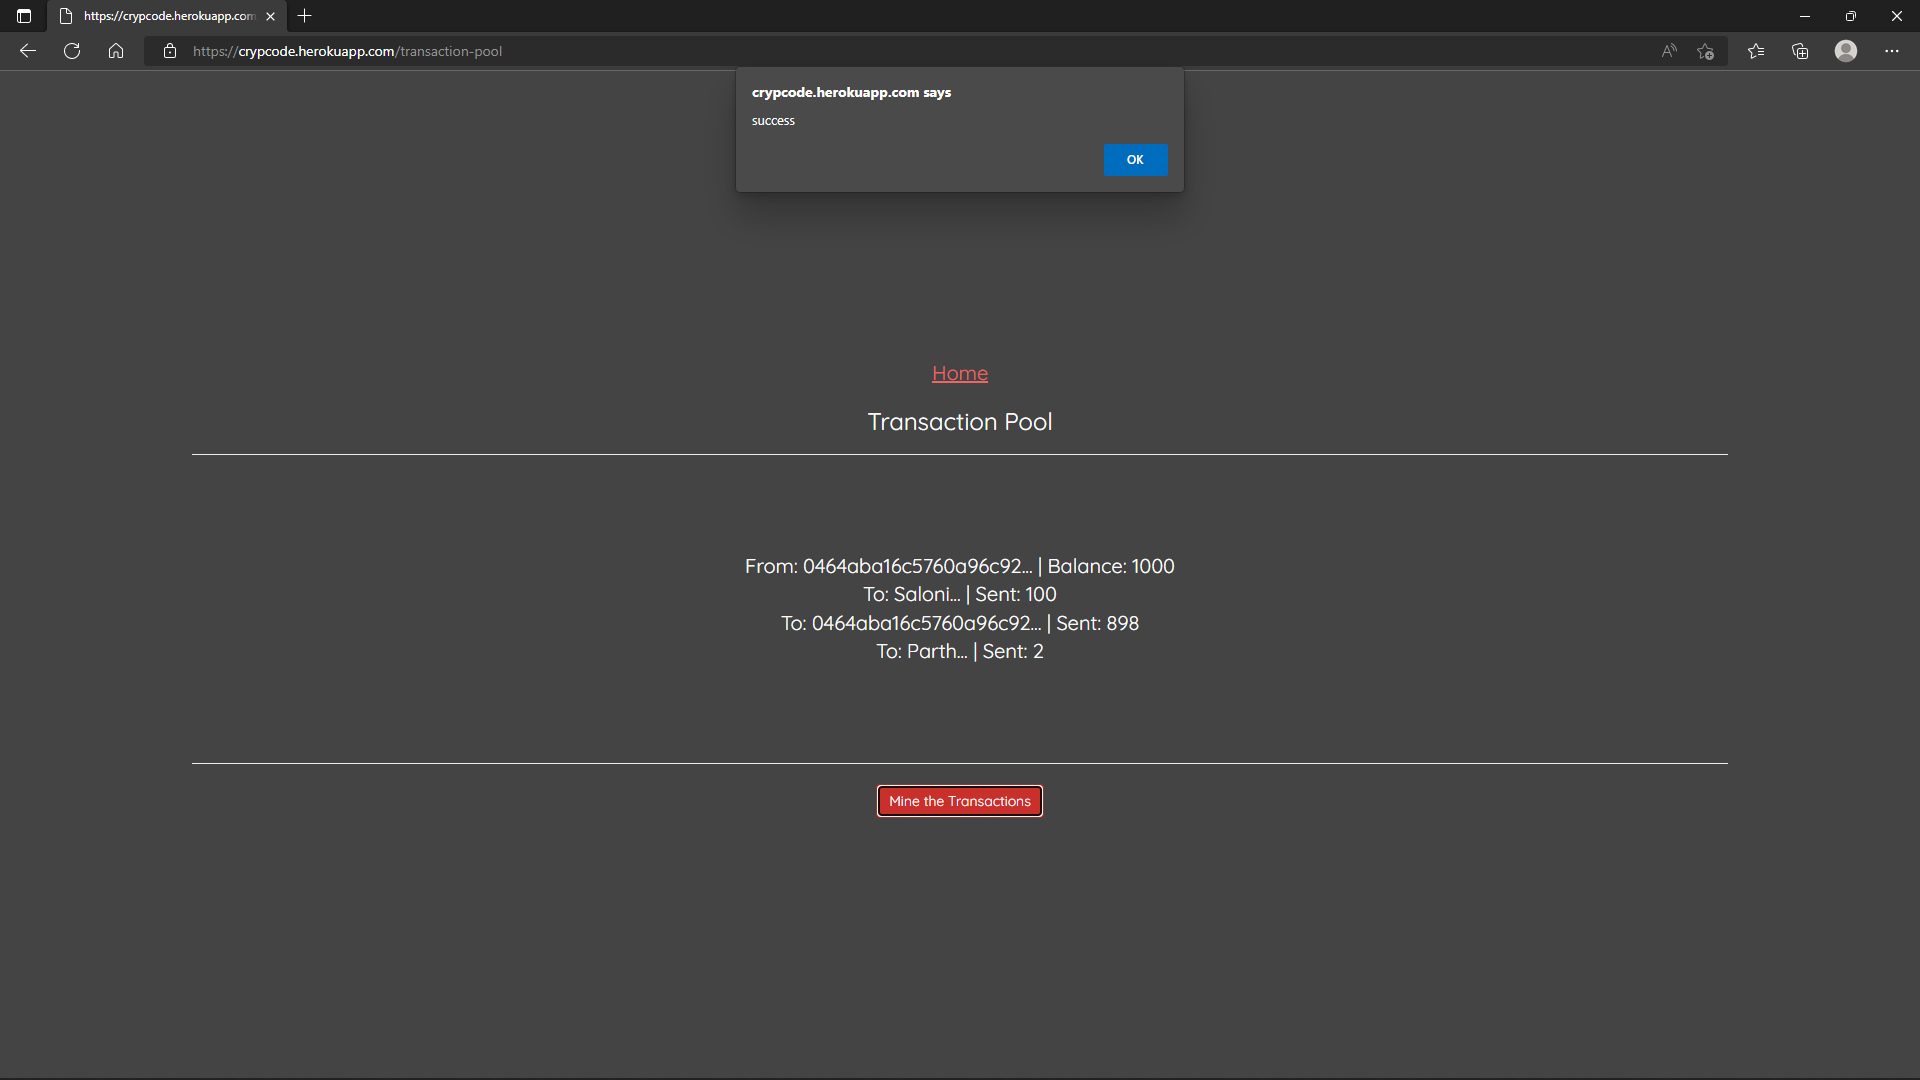 https://crypcode.herokuapp.com
https://crypcode.herokuapp.com/transaction-pool
crypcode.herokuapp.com says
success
OK
Home
Transaction Pool
From: 0464aba16c5760a96c92... | Balance: 1000
To: Saloni... | Sent: 100
To: 0464aba16c5760a96c92... | Sent: 898
To: Parth... | Sent: 2
Mine the Transactions